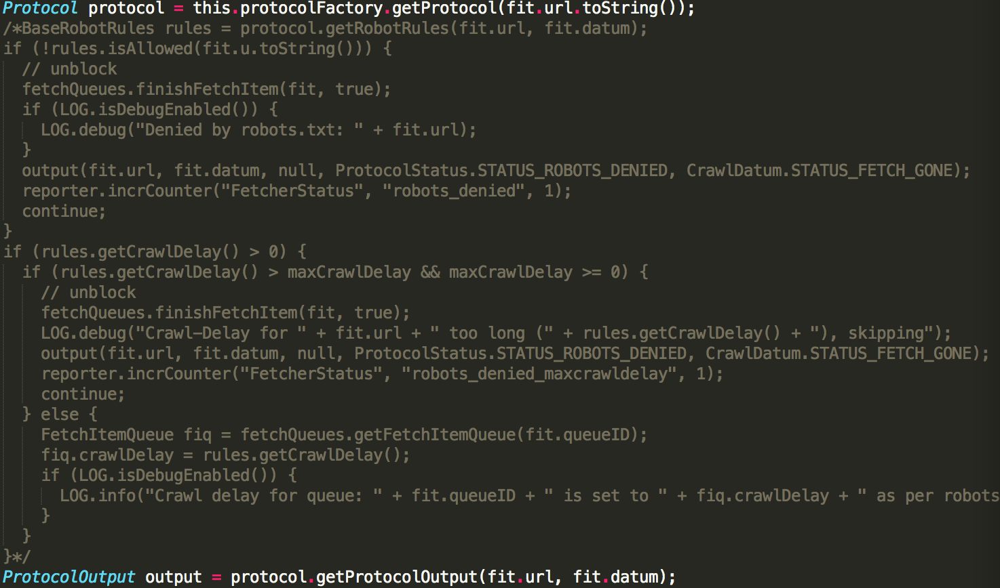 Protocol protocol = this.protocolFactory.getProtocol(fit.url.toString());
/*BaseRobotRules rules = protocol.getRobotRules(fit.url, fit.datum);
if (!rules.isAllowed(fit.u.toString())) {
  // unblock
  fetchQueues.finishFetchItem(fit, true);
  if (LOG.isDebugEnabled()) {
    LOG.debug("Denied by robots.txt: " + fit.url);
  }
  output(fit.url, fit.datum, null, ProtocolStatus.STATUS_ROBOTS_DENIED, CrawlDatum.STATUS_FETCH_GONE);
  reporter.incrCounter("FetcherStatus", "robots_denied", 1);
  continue;
}
if (rules.getCrawlDelay() > 0) {
  if (rules.getCrawlDelay() > maxCrawlDelay && maxCrawlDelay >= 0) {
    // unblock
    fetchQueues.finishFetchItem(fit, true);
    LOG.debug("Crawl-Delay for " + fit.url + " too long (" + rules.getCrawlDelay() + "), skipping");
    output(fit.url, fit.datum, null, ProtocolStatus.STATUS_ROBOTS_DENIED, CrawlDatum.STATUS_FETCH_GONE);
    reporter.incrCounter("FetcherStatus", "robots_denied_maxcrawldelay", 1);
    continue;
  } else {
    FetchItemQueue fiq = fetchQueues.getFetchItemQueue(fit.queueID);
    fiq.crawlDelay = rules.getCrawlDelay();
    if (LOG.isDebugEnabled()) {
      LOG.info("Crawl delay for queue: " + fit.queueID + " is set to " + fiq.crawlDelay + " as per robots
    }
  }
}*/
ProtocolOutput output = protocol.getProtocolOutput(fit.url, fit.datum);